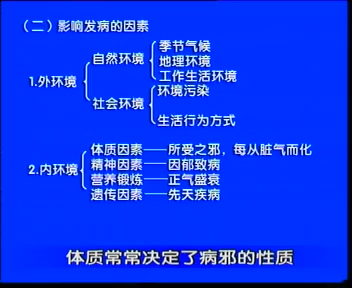 （二）影响发病的因素
季节气候
自然环境
地理环境
工作生活环境
1.外环境
环境污染
社会环境
生活行为方式
体质因素——所受之邪，每从脏气而化
精神因素——因郁致病
2.内环境
营养锻炼——正气盛衰
遗传因素——先天疾病
体质常常决定了病邪的性质